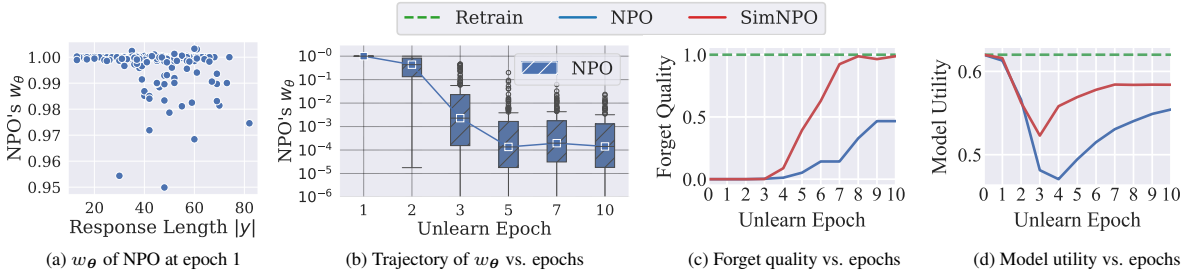 Retrain NPO SimNPO
NPO's wθ
1.00
0.99
0.98
0.97
0.96
0.95
20 40 60 80
Response Length |y|
(a) wθ of NPO at epoch 1
NPO's wθ
10⁻⁰
10⁻¹
10⁻²
10⁻³
10⁻⁴
10⁻⁵
10⁻⁶
NPO
1 2 3 5 7 10
Unlearn Epoch
(b) Trajectory of wθ vs. epochs
Forget Quality
1.0
0.5
0.0
0 1 2 3 4 5 6 7 8 9 10
Unlearn Epoch
(c) Forget quality vs. epochs
Model Utility
0.6
0.5
0 1 2 3 4 5 6 7 8 9 10
Unlearn Epoch
(d) Model utility vs. epochs